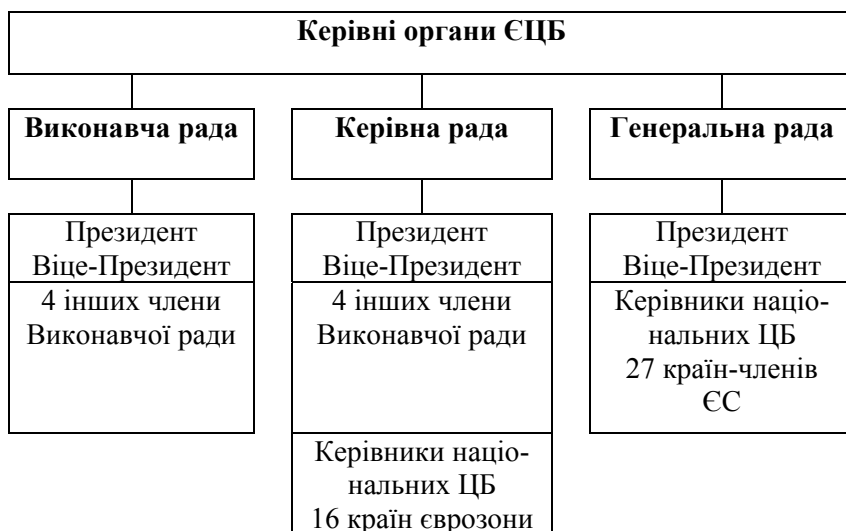 Керівні органи ЄЦБ
Виконавча рада
Керівна рада
Генеральна рада
Президент
Віце-Президент
4 інших члени
Виконавчої ради
Президент
Віце-Президент
4 інших члени
Виконавчої ради
Керівники націо-
нальних ЦБ
16 країн єврозони
Президент
Віце-Президент
Керівники націо-
нальних ЦБ
27 країн-членів
ЄС